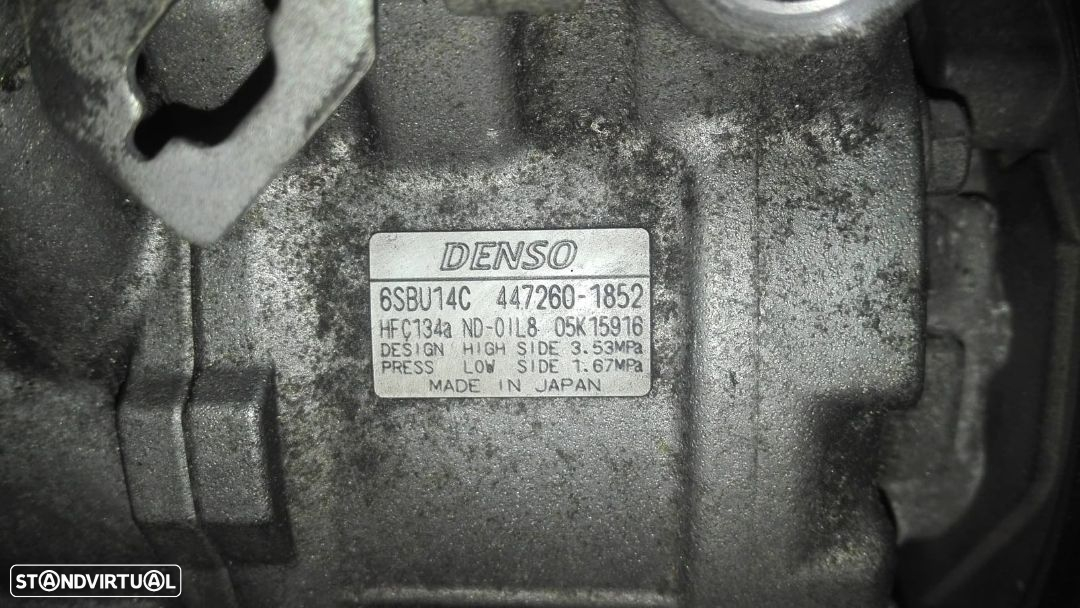 DENSO
6SBU14C 447260-1852
HFC134a ND-OIL8 05K15916
DESIGN HIGH SIDE 3.53MPa
PRESS LOW SIDE 1.67MPa
MADE IN JAPAN
STANDVIRTUAL